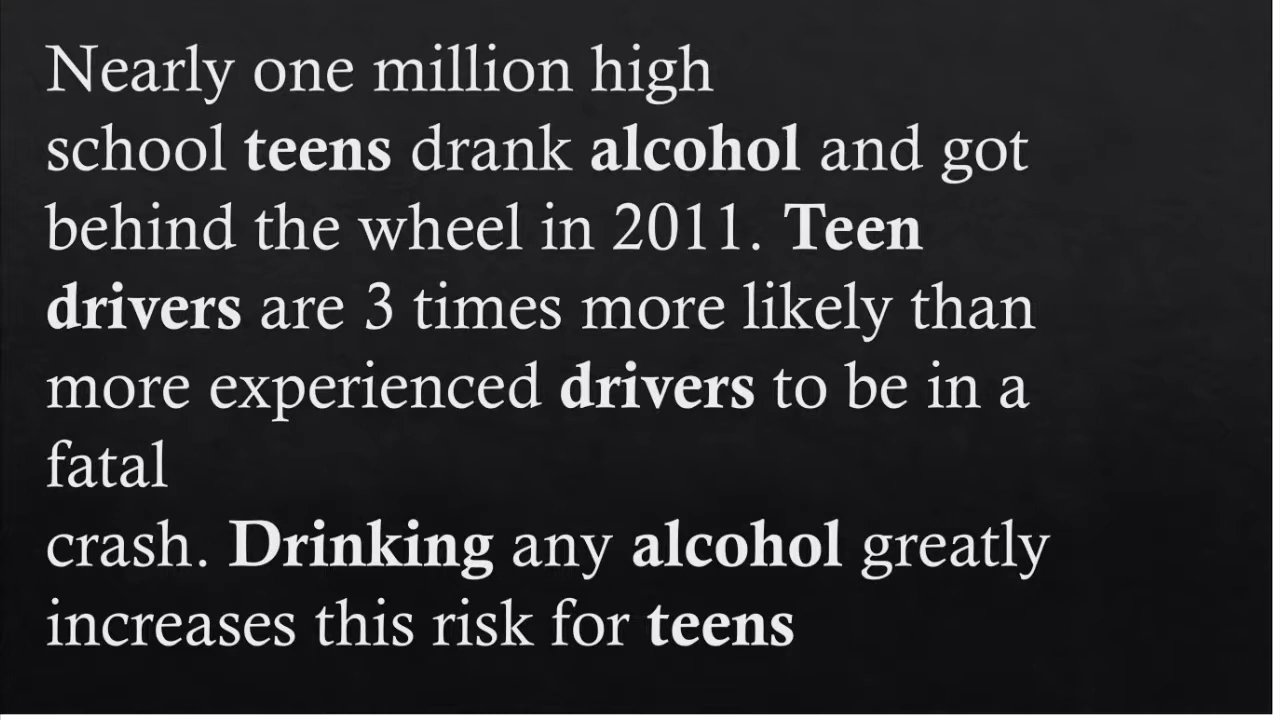 Nearly one million high
school teens drank alcohol and got
behind the wheel in 2011. Teen
drivers are 3 times more likely than
more experienced drivers to be in a
fatal
crash. Drinking any alcohol greatly
increases this risk for teens